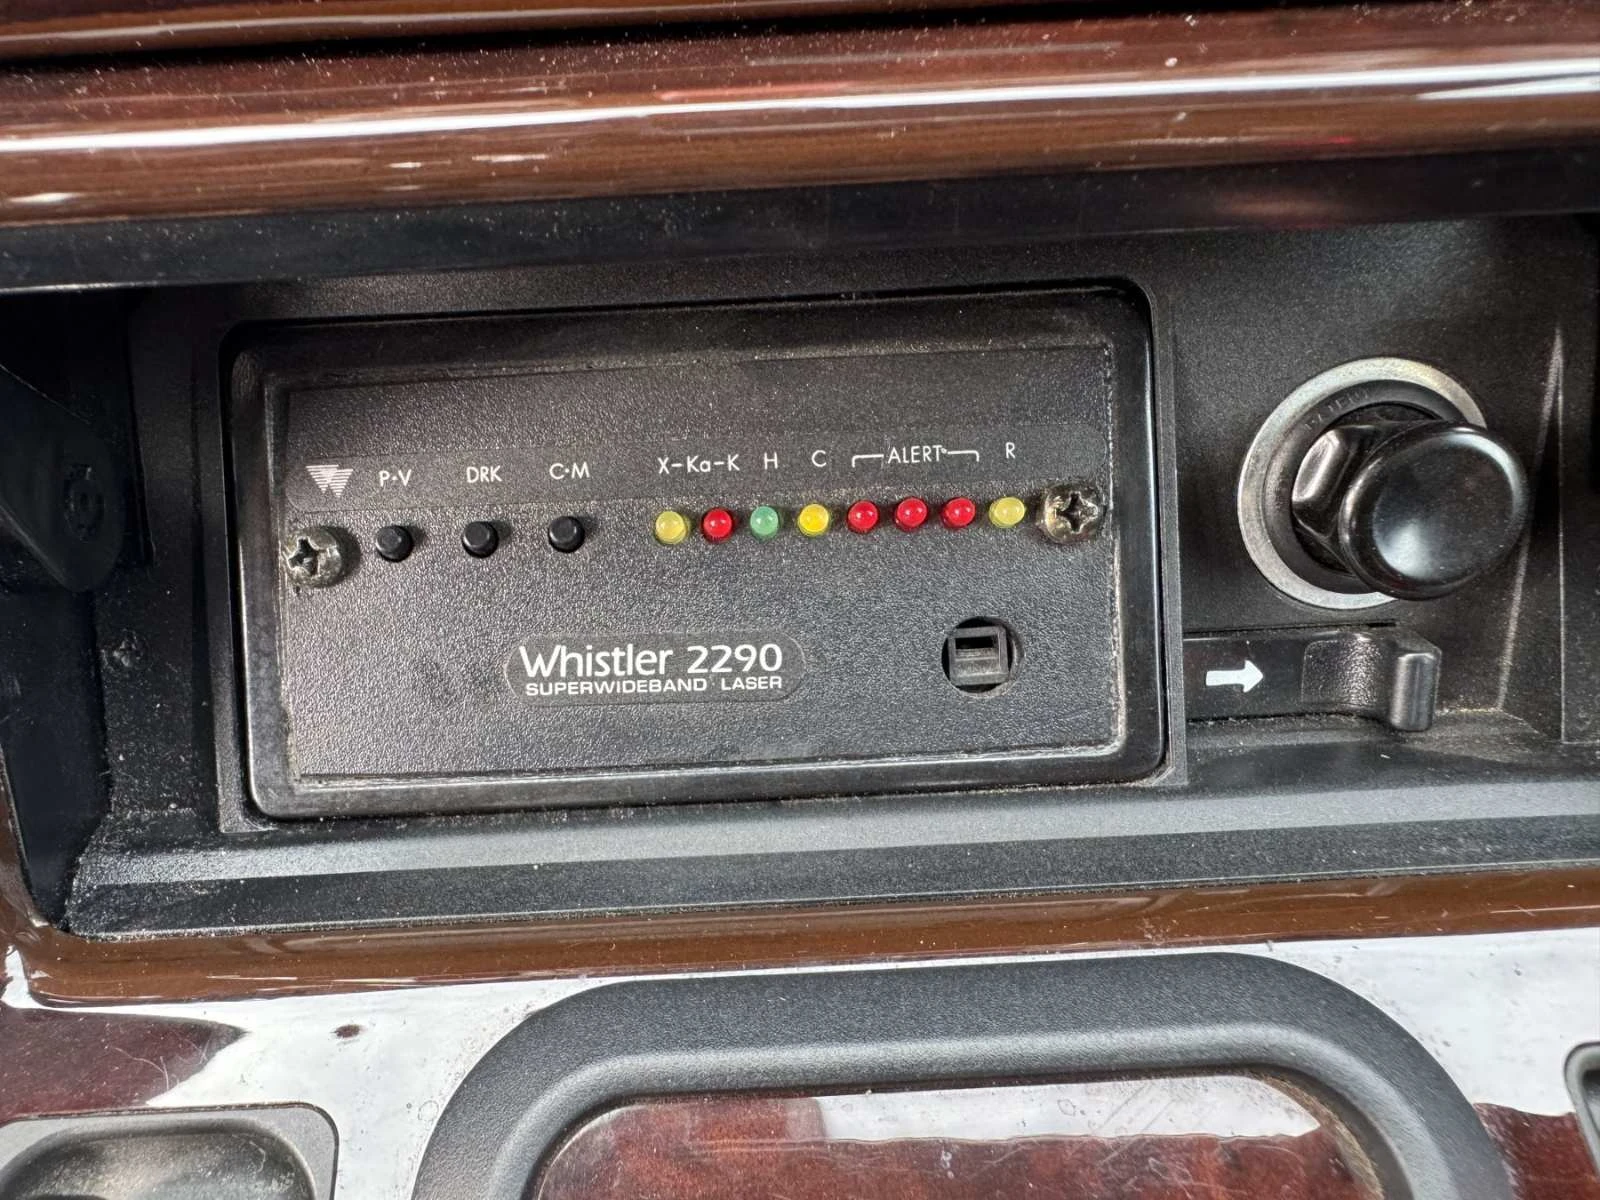 P·V DRK C·M X-Ka-K H C ALERT R
Whistler 2290
SUPERWIDEBAND LASER